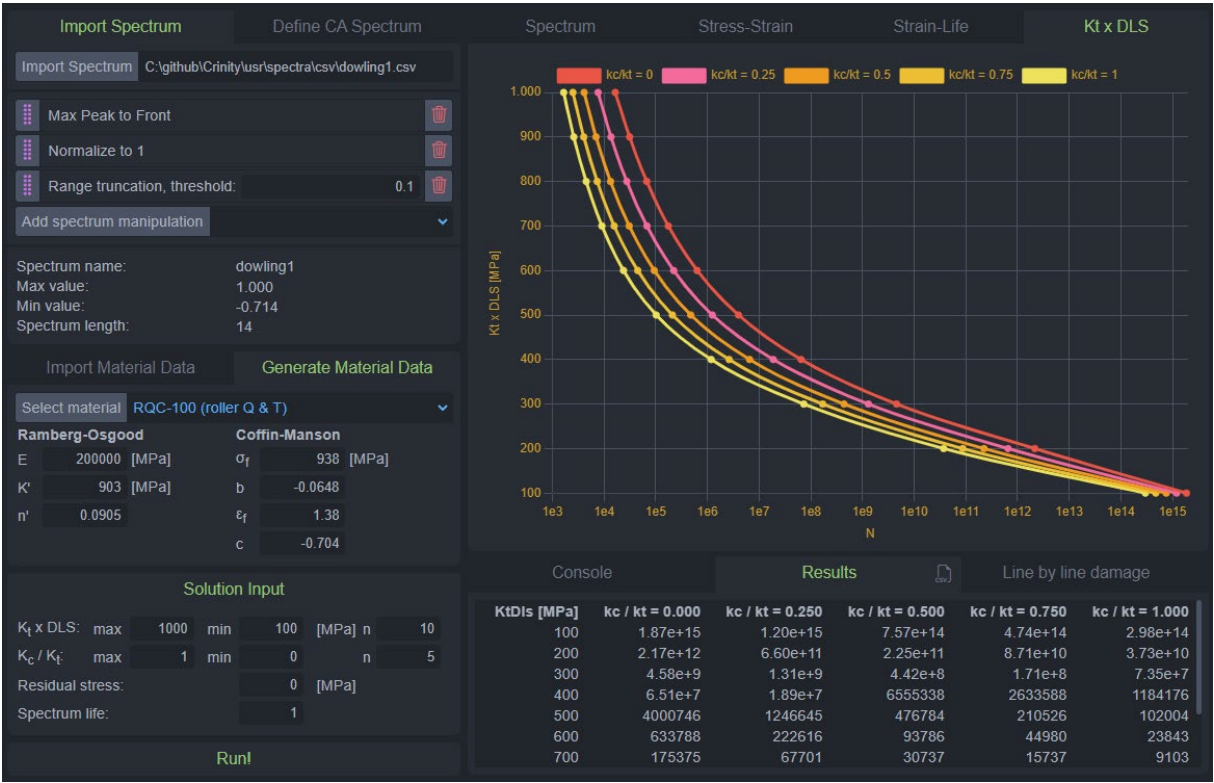 Import Spectrum Define CA Spectrum
Import Spectrum C:\github\Crinity\usr\spectra\csv\dowling1.csv
Max Peak to Front
Normalize to 1
Range truncation, threshold: 0.1
Add spectrum manipulation
Spectrum name: dowling1
Max value: 1.000
Min value: -0.714
Spectrum length: 14
Import Material Data Generate Material Data
Select material RQC-100 (roller Q & T)
Ramberg-Osgood Coffin-Manson
E 200000 [MPa] σf 938 [MPa]
K' 903 [MPa] b -0.0648
n' 0.0905 εf 1.38
c -0.704
Solution Input
Kt x DLS: max 1000 min 100 [MPa] n 10
Kc / Kt: max 1 min 0 n 5
Residual stress: 0 [MPa]
Spectrum life: 1
Run!
Spectrum Stress-Strain Strain-Life Kt x DLS
kc/kt = 0 kc/kt = 0.25 kc/kt = 0.5 kc/kt = 0.75 kc/kt = 1
Kt x DLS [MPa]
1.000
900
800
700
600
500
400
300
200
100
1e3 1e4 1e5 1e6 1e7 1e8 1e9 1e10 1e11 1e12 1e13 1e14 1e15
N
Console Results CSV Line by line damage
KtDls [MPa] kc / kt = 0.000 kc / kt = 0.250 kc / kt = 0.500 kc / kt = 0.750 kc / kt = 1.000
100 1.87e+15 1.20e+15 7.57e+14 4.74e+14 2.98e+14
200 2.17e+12 6.60e+11 2.25e+11 8.71e+10 3.73e+10
300 4.58e+9 1.31e+9 4.42e+8 1.71e+8 7.35e+7
400 6.51e+7 1.89e+7 6555338 2633588 1184176
500 4000746 1246645 476784 210526 102004
600 633788 222616 93786 44980 23843
700 175375 67701 30737 15737 9103